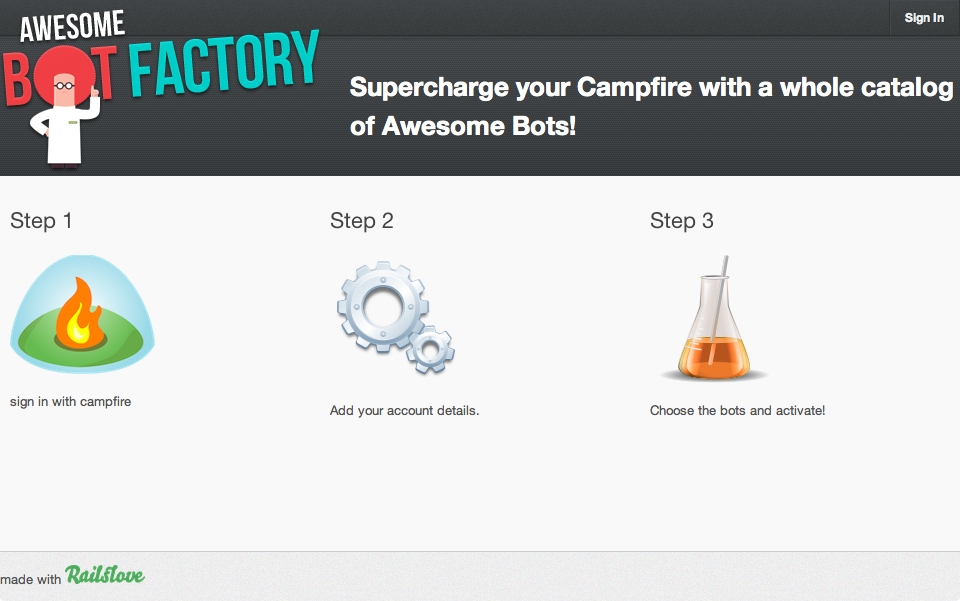 Sign In
AWESOME
BOT FACTORY
Supercharge your Campfire with a whole catalog
of Awesome Bots!
Step 1
Step 2
Step 3
sign in with campfire
Add your account details.
Choose the bots and activate!
made with Railslove